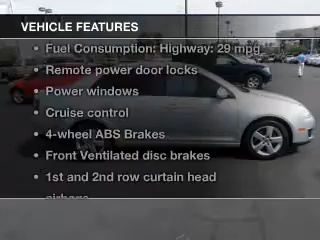 VEHICLE FEATURES
• Fuel Consumption: Highway: 29 mpg
• Remote power door locks
• Power windows
• Cruise control
• 4-wheel ABS Brakes
• Front Ventilated disc brakes
• 1st and 2nd row curtain head
airbags